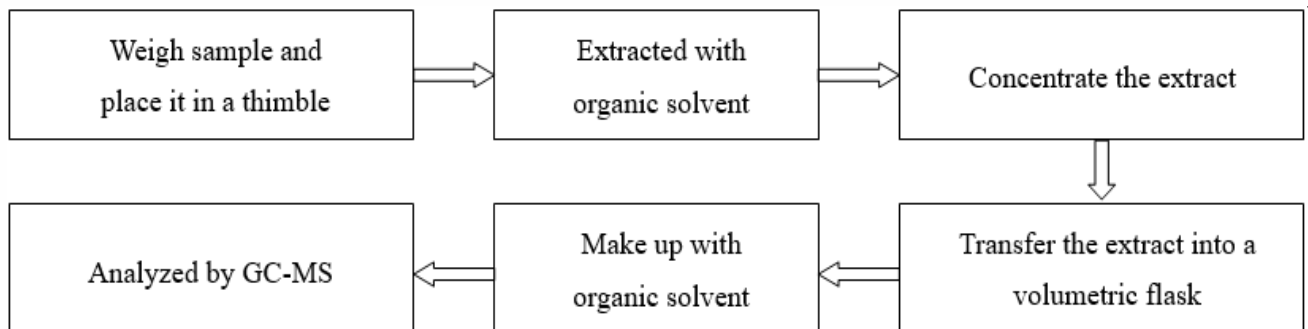 Weigh sample and
place it in a thimble
Extracted with
organic solvent
Concentrate the extract
Transfer the extract into a
volumetric flask
Make up with
organic solvent
Analyzed by GC-MS